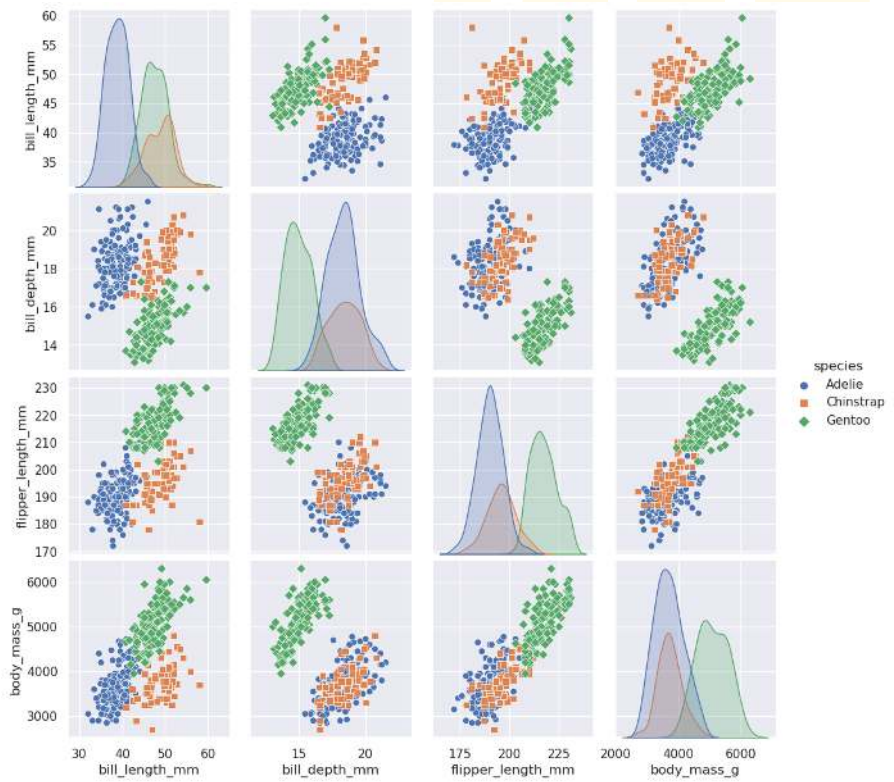 60
55
50
45
40
35
bill_length_mm
20
18
16
14
bill_depth_mm
230
220
210
200
190
180
170
flipper_length_mm
6000
5000
4000
3000
body_mass_g
30 40 50 60
bill_length_mm
15 20
bill_depth_mm
175 200 225
flipper_length_mm
2000 4000 6000
body_mass_g
species
Adelie
Chinstrap
Gentoo